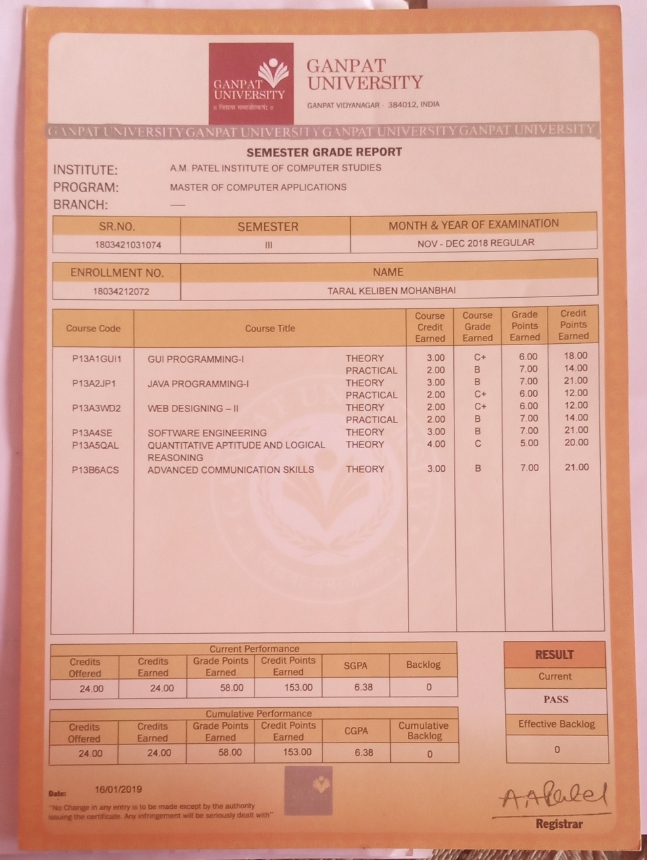 GANPAT
UNIVERSITY
॥ विद्यया समाजोत्कर्षः ॥
GANPAT
UNIVERSITY
GANPAT VIDYANAGAR - 384012, INDIA
GANPAT UNIVERSITY GANPAT UNIVERSITY GANPAT UNIVERSITY GANPAT UNIVERSITY
SEMESTER GRADE REPORT
INSTITUTE: A.M. PATEL INSTITUTE OF COMPUTER STUDIES
PROGRAM: MASTER OF COMPUTER APPLICATIONS
BRANCH: —
SR.NO. SEMESTER MONTH & YEAR OF EXAMINATION
1803421031074 III NOV - DEC 2018 REGULAR
ENROLLMENT NO. NAME
18034212072 TARAL KELIBEN MOHANBHAI
Course Code Course Title Course Credit Earned Course Grade Earned Grade Points Earned Credit Points Earned
P13A1GUI1 GUI PROGRAMMING-I THEORY 3.00 C+ 6.00 18.00
PRACTICAL 2.00 B 7.00 14.00
P13A2JP1 JAVA PROGRAMMING-I THEORY 3.00 B 7.00 21.00
PRACTICAL 2.00 C+ 6.00 12.00
P13A3WD2 WEB DESIGNING – II THEORY 2.00 C+ 6.00 12.00
PRACTICAL 2.00 B 7.00 14.00
P13A4SE SOFTWARE ENGINEERING THEORY 3.00 B 7.00 21.00
P13A5QAL QUANTITATIVE APTITUDE AND LOGICAL THEORY 4.00 C 5.00 20.00
REASONING
P13B6ACS ADVANCED COMMUNICATION SKILLS THEORY 3.00 B 7.00 21.00
Current Performance
Credits Offered Credits Earned Grade Points Earned Credit Points Earned SGPA Backlog
24.00 24.00 58.00 153.00 6.38 0
Cumulative Performance
Credits Offered Credits Earned Grade Points Earned Credit Points Earned CGPA Cumulative Backlog
24.00 24.00 58.00 153.00 6.38 0
RESULT
Current
PASS
Effective Backlog
0
Date: 16/01/2019
"No Change in any entry is to be made except by the authority
issuing the certificate. Any infringement will be seriously dealt with"
AAPatel
Registrar